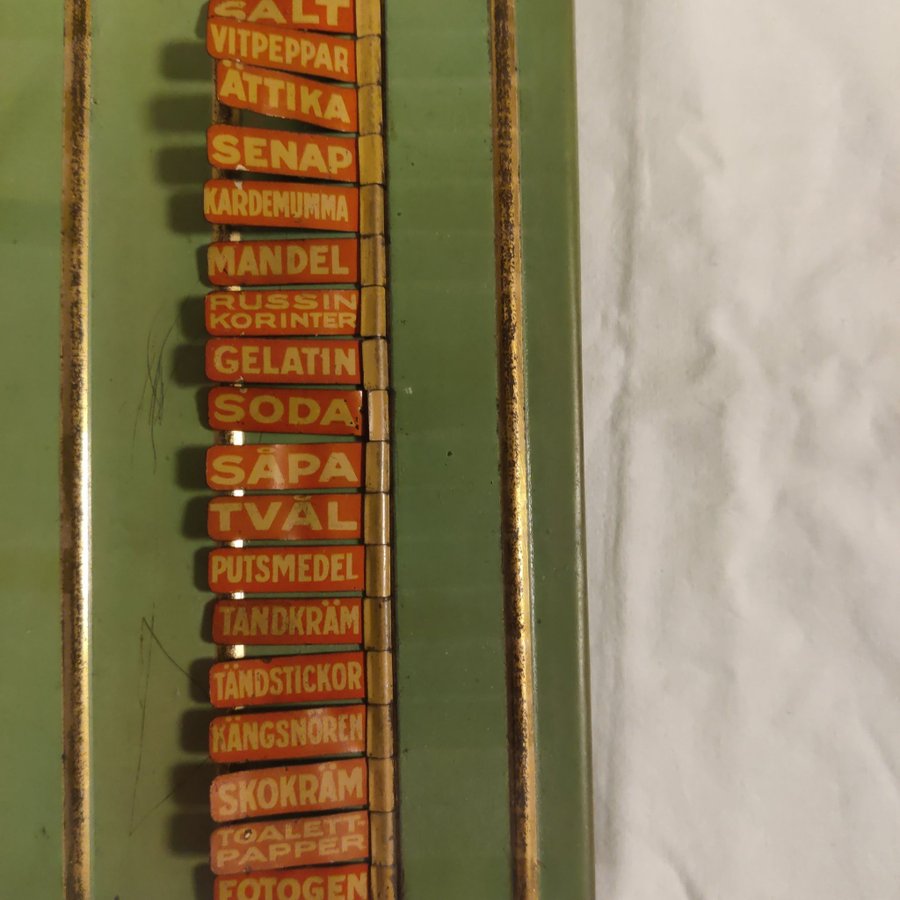 SALT
VITPEPPAR
ÄTTIKA
SENAP
KARDEMUMMA
MANDEL
RUSSIN
KORINTER
GELATIN
SODA
SÅPA
TVÅL
PUTSMEDEL
TANDKRÄM
TÄNDSTICKOR
KÄNGSNÖREN
SKOKRÄM
TOALETT-
PAPPER
FOTOGEN